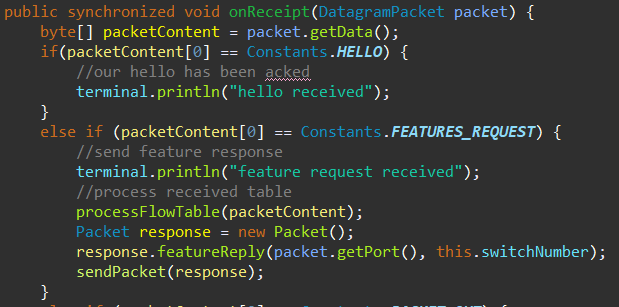 public synchronized void onReceipt(DatagramPacket packet) {
byte[] packetContent = packet.getData();
if(packetContent[0] == Constants.HELLO) {
//our hello has been acked
terminal.println("hello received");
}
else if (packetContent[0] == Constants.FEATURES_REQUEST) {
//send feature response
terminal.println("feature request received");
//process received table
processFlowTable(packetContent);
Packet response = new Packet();
response.featureReply(packet.getPort(), this.switchNumber);
sendPacket(response);
}